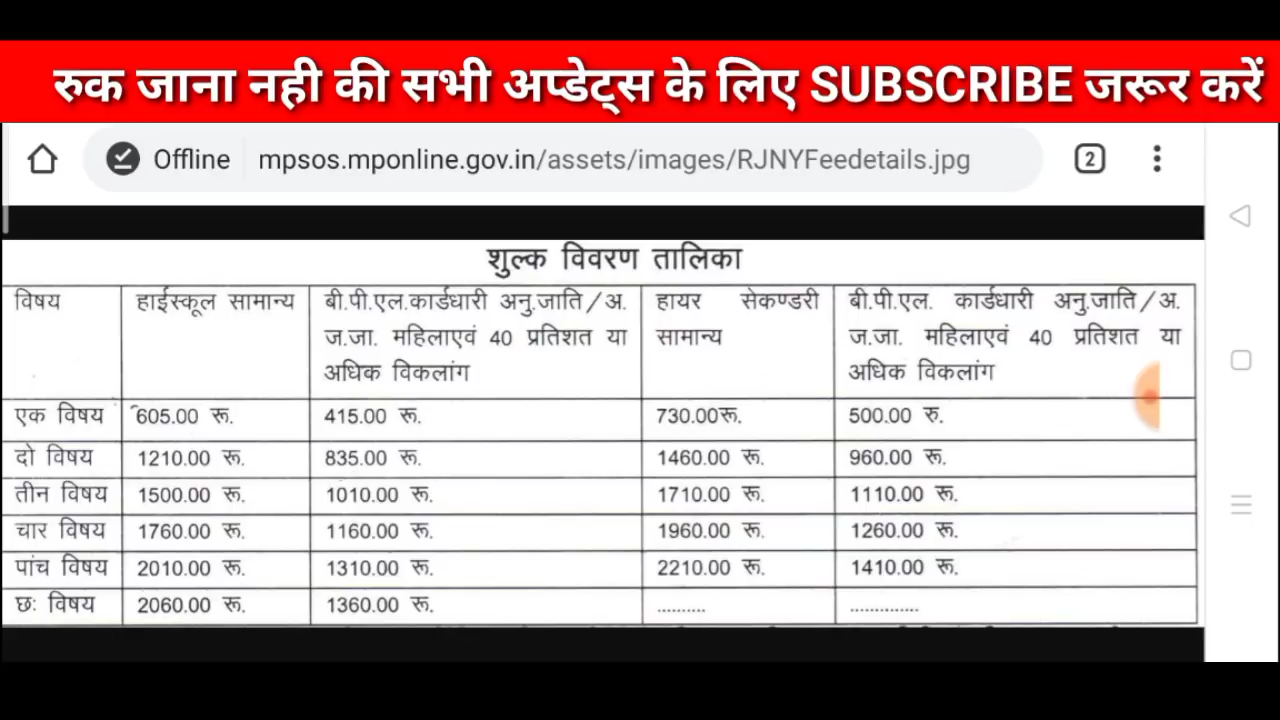 रुक जाना नही की सभी अप्डेट्स के लिए SUBSCRIBE जरूर करें
Offline mpsos.mponline.gov.in/assets/images/RJNYFeedetails.jpg 2
शुल्क विवरण तालिका
विषय हाईस्कूल सामान्य बी.पी.एल.कार्डधारी अनु.जाति/अ. हायर सेकण्डरी बी.पी.एल. कार्डधारी अनु.जाति/अ.
ज.जा. महिलाएवं 40 प्रतिशत या सामान्य ज.जा. महिलाएवं 40 प्रतिशत या
अधिक विकलांग अधिक विकलांग
एक विषय 605.00 रू. 415.00 रू. 730.00रू. 500.00 रु.
दो विषय 1210.00 रू. 835.00 रू. 1460.00 रू. 960.00 रू.
तीन विषय 1500.00 रू. 1010.00 रू. 1710.00 रू. 1110.00 रू.
चार विषय 1760.00 रू. 1160.00 रू. 1960.00 रू. 1260.00 रू.
पांच विषय 2010.00 रू. 1310.00 रू. 2210.00 रू. 1410.00 रू.
छः विषय 2060.00 रू. 1360.00 रू. .......... ..............